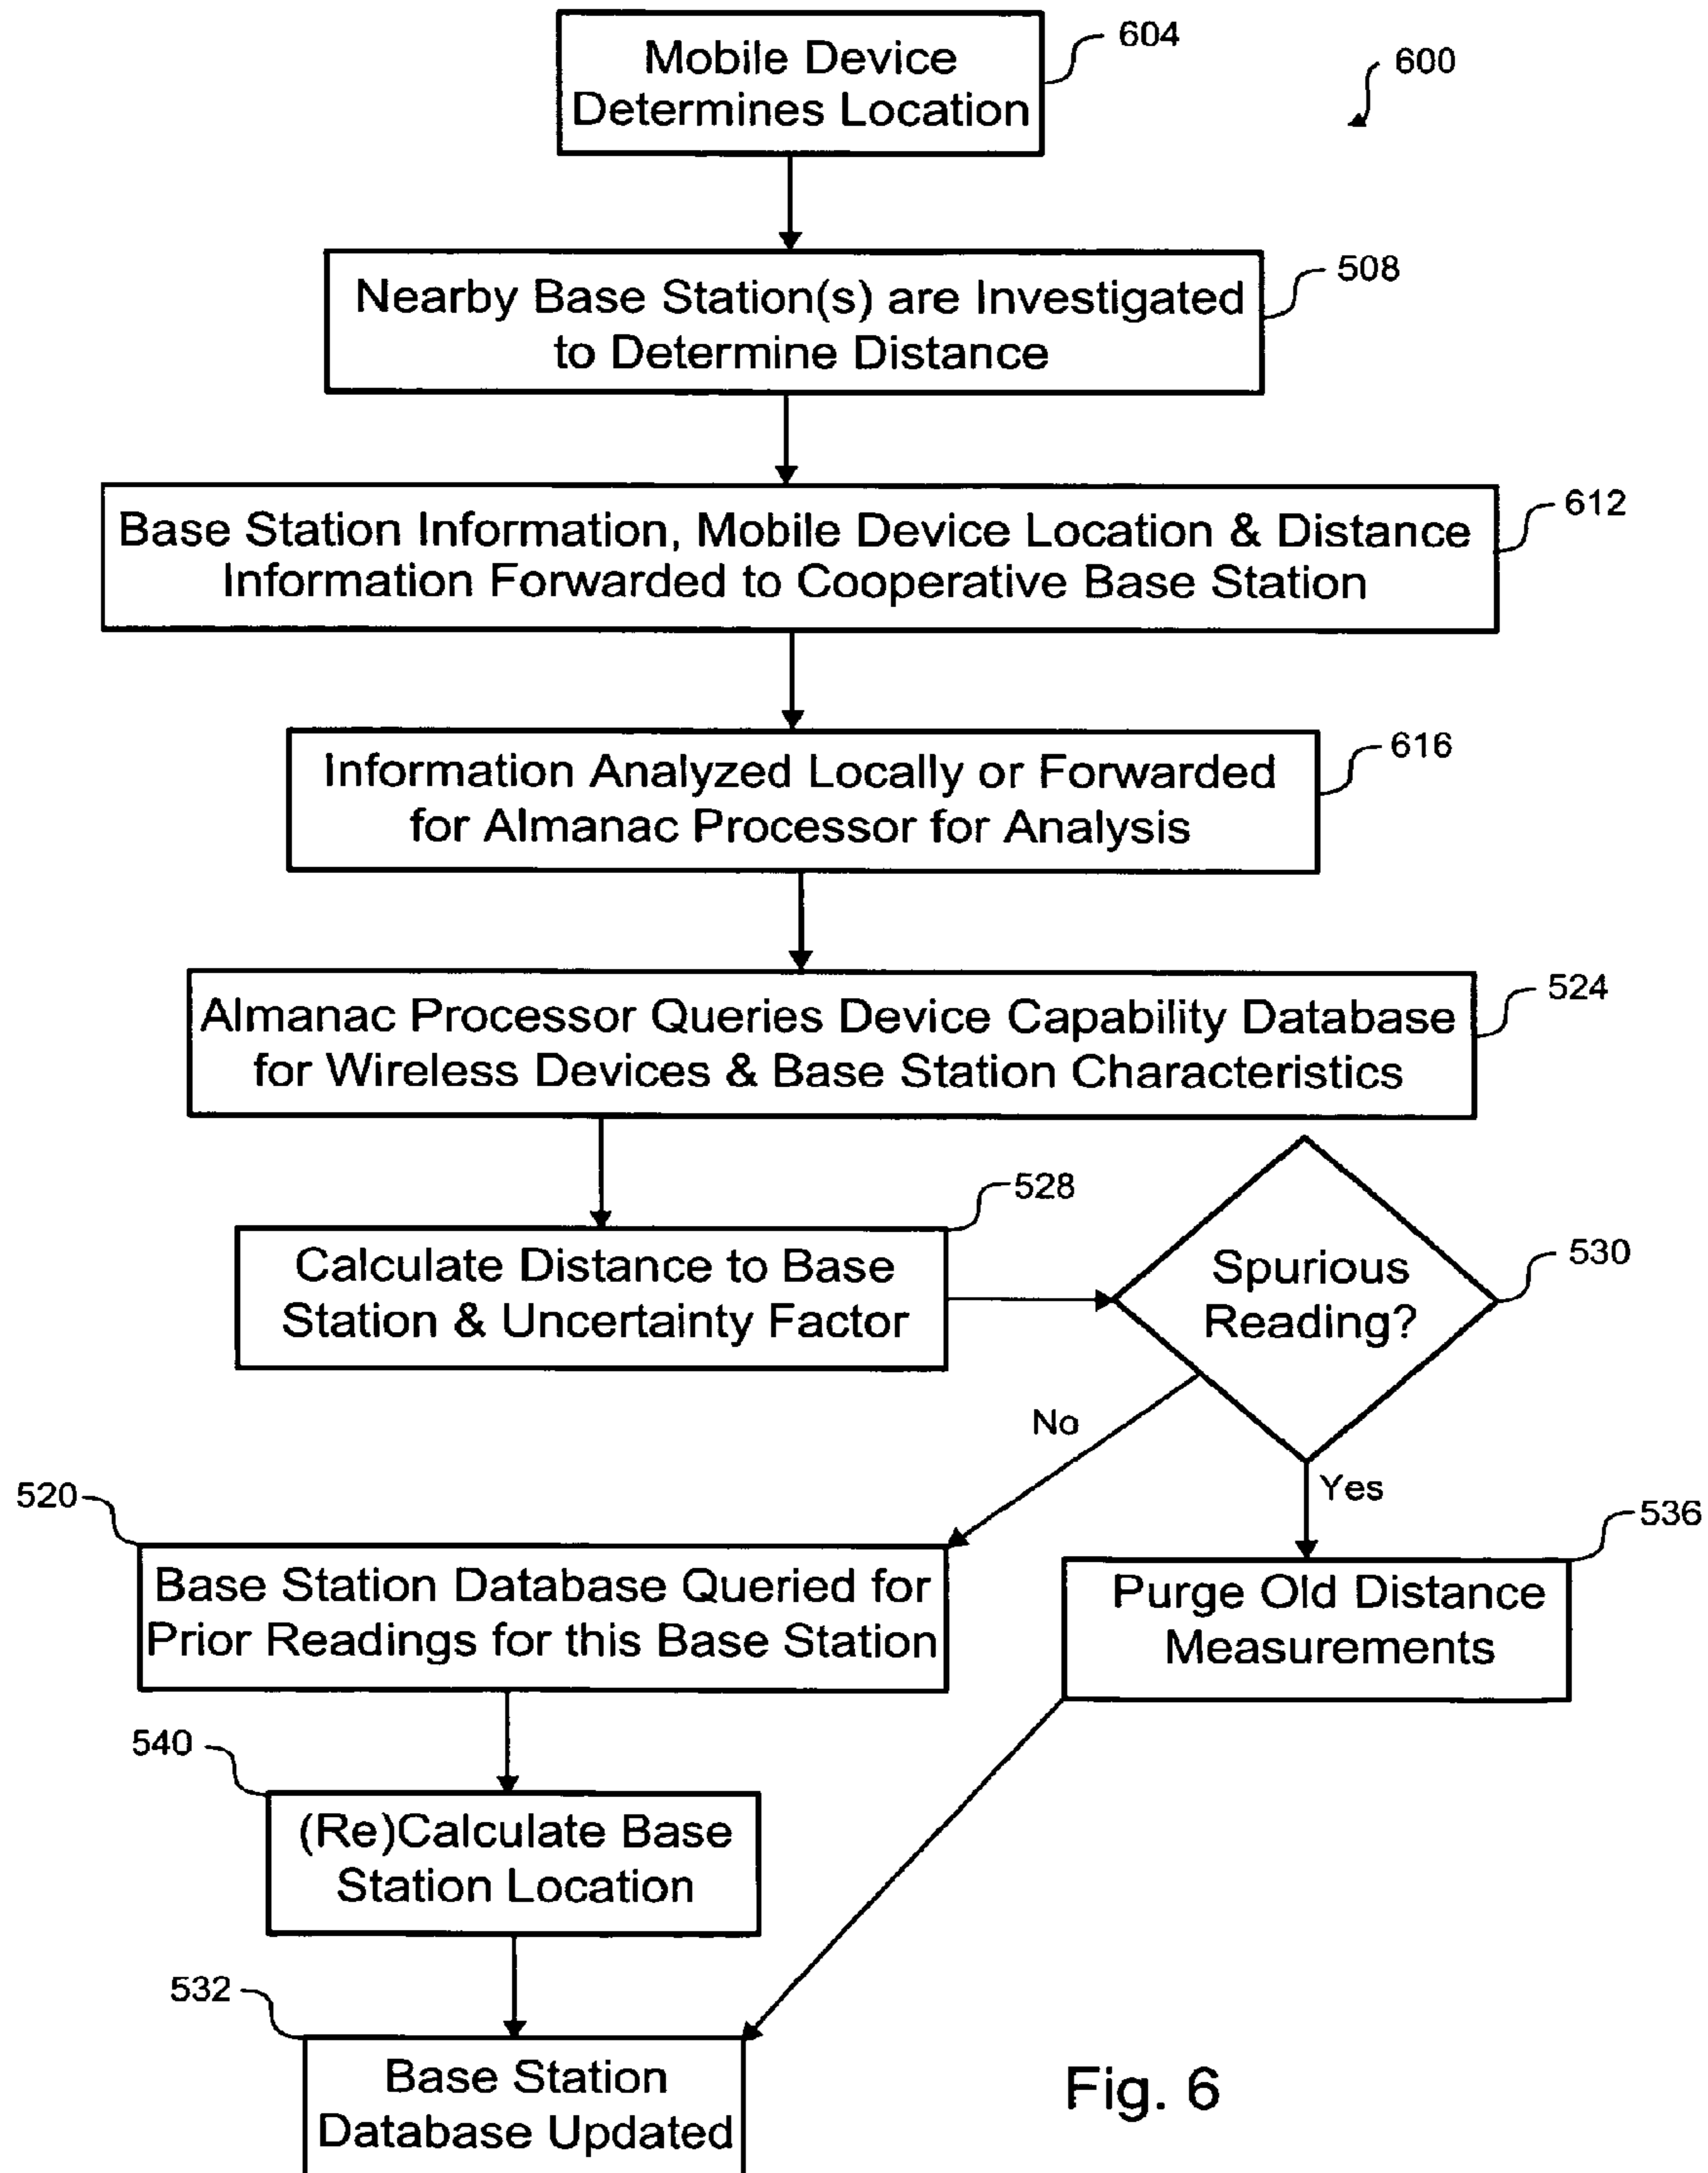 Mobile Device
Determines Location
604
600
Nearby Base Station(s) are Investigated
to Determine Distance
508
Base Station Information, Mobile Device Location & Distance
Information Forwarded to Cooperative Base Station
612
Information Analyzed Locally or Forwarded
for Almanac Processor for Analysis
616
Almanac Processor Queries Device Capability Database
for Wireless Devices & Base Station Characteristics
524
Calculate Distance to Base
Station & Uncertainty Factor
528
Spurious
Reading?
530
No
Yes
520
Base Station Database Queried for
Prior Readings for this Base Station
Purge Old Distance
Measurements
536
540
(Re)Calculate Base
Station Location
532
Base Station
Database Updated
Fig. 6